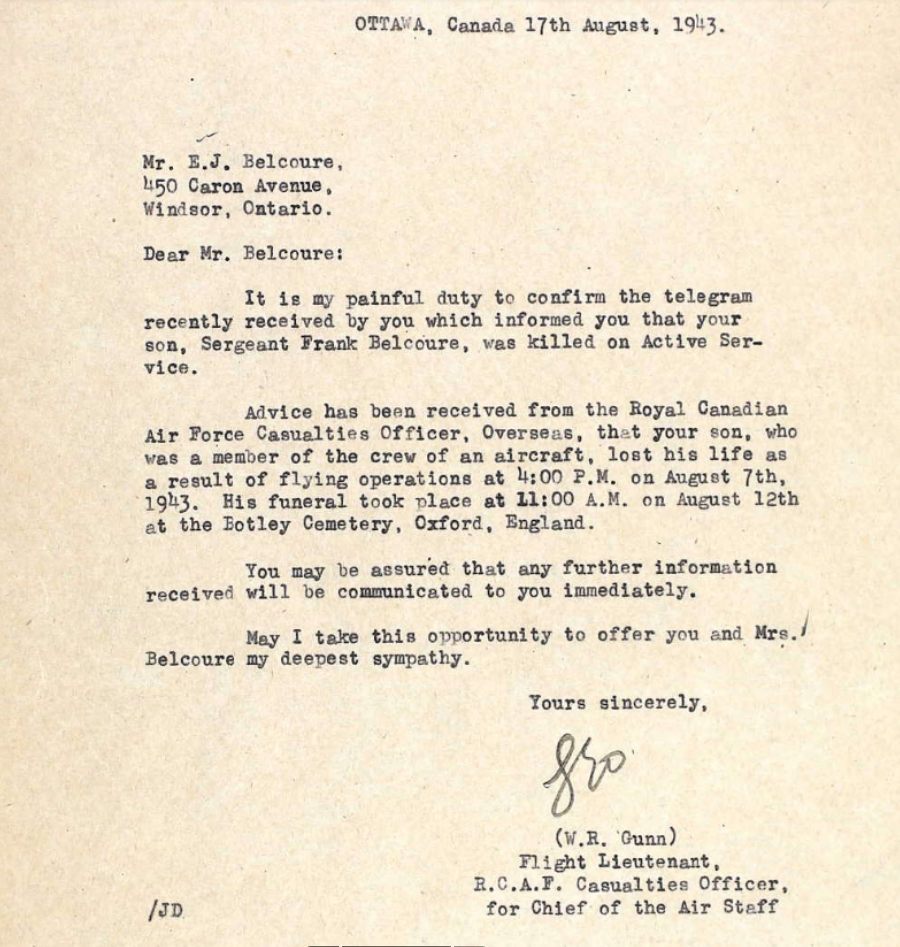 OTTAWA, Canada 17th August, 1943.
Mr. E.J. Belcoure,
450 Caron Avenue,
Windsor, Ontario.
Dear Mr. Belcoure:
It is my painful duty to confirm the telegram
recently received by you which informed you that your
son, Sergeant Frank Belcoure, was killed on Active Ser-
vice.
Advice has been received from the Royal Canadian
Air Force Casualties Officer, Overseas, that your son, who
was a member of the crew of an aircraft, lost his life as
a result of flying operations at 4:00 P.M. on August 7th,
1943. His funeral took place at 11:00 A.M. on August 12th
at the Botley Cemetery, Oxford, England.
You may be assured that any further information
received will be communicated to you immediately.
May I take this opportunity to offer you and Mrs.
Belcoure my deepest sympathy.
Yours sincerely,
(W.R. Gunn)
Flight Lieutenant,
R.C.A.F. Casualties Officer,
for Chief of the Air Staff
/JD